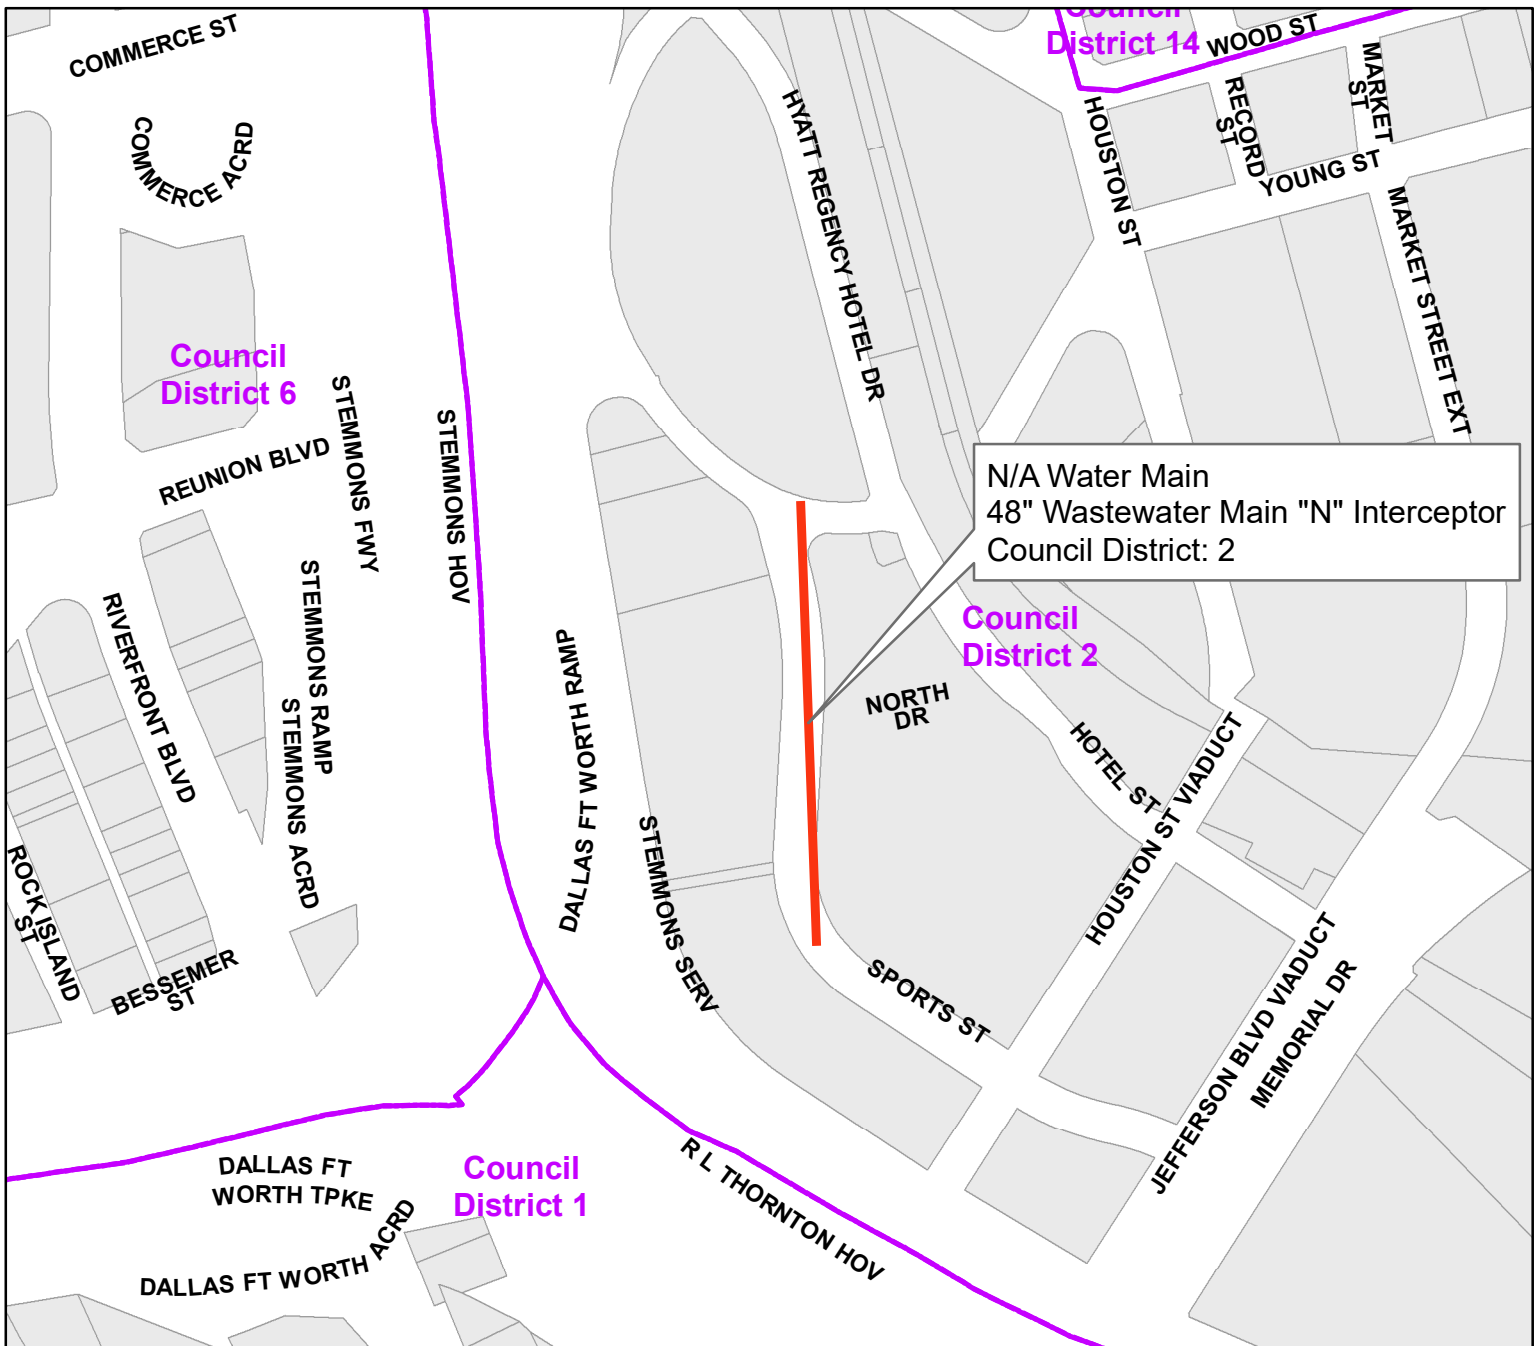 Council
District 14
WOOD ST
COMMERCE ST
MARKET
ST
RECORD
ST
HYATT REGENCY HOTEL DR
HOUSTON ST
COMMERCE ACRD
YOUNG ST
MARKET STREET EXT
Council
District 6
STEMMONS FWY
STEMMONS HOV
REUNION BLVD
N/A Water Main
48" Wastewater Main "N" Interceptor
Council District: 2
STEMMONS RAMP
RIVERFRONT BLVD
Council
District 2
DALLAS FT WORTH RAMP
NORTH
DR
STEMMONS ACRD
HOTEL ST
HOUSTON ST VIADUCT
STEMMONS SERV
ROCK ISLAND
ST
BESSEMER
ST
SPORTS ST
JEFFERSON BLVD VIADUCT
MEMORIAL DR
R L THORNTON HOV
DALLAS FT
WORTH TPKE
Council
District 1
DALLAS FT WORTH ACRD